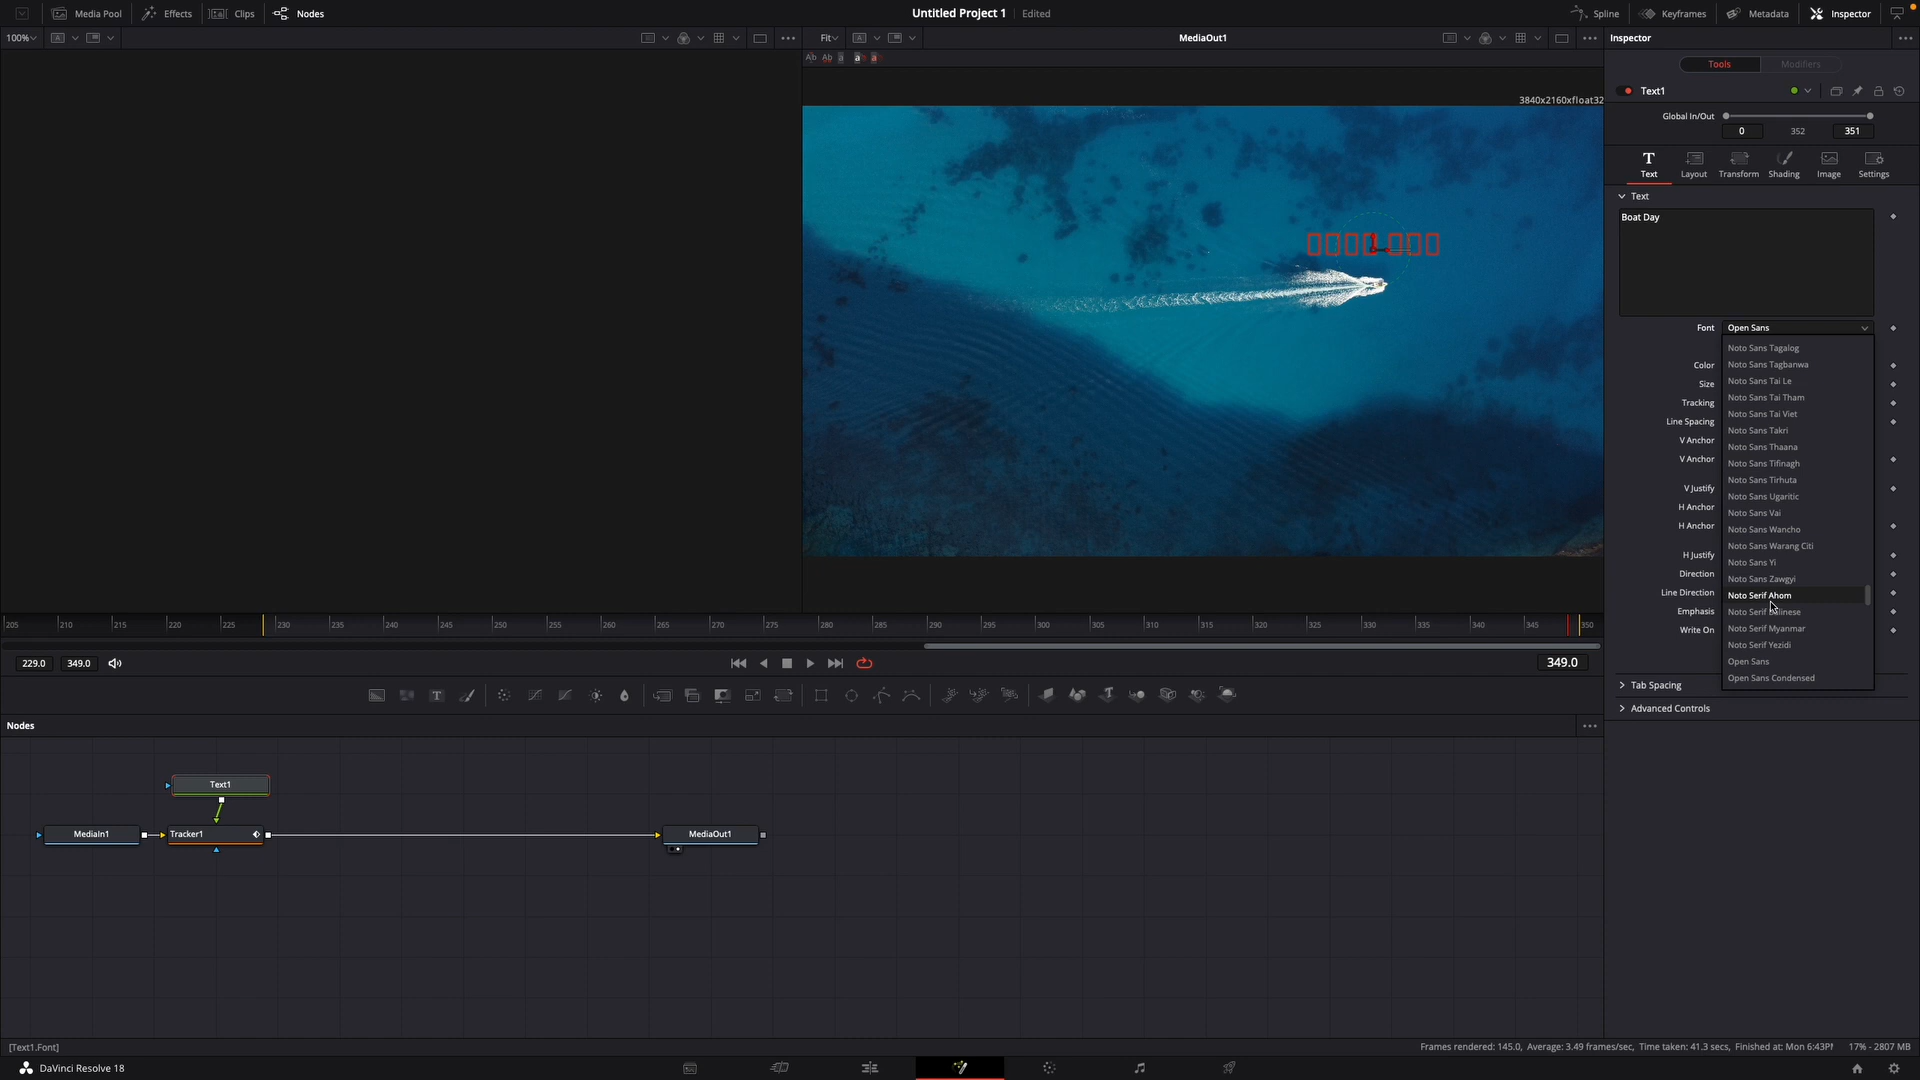 Media Pool Effects Clips Nodes Untitled Project 1 Edited Spline Keyframes Metadata Inspector
100% Fit MediaOut1 Inspector
Tools Modifiers
Text1
3840x2160xfloat32
Global In/Out
0 352 351
Text Layout Transform Shading Image Settings
Text
Boat Day
Font Open Sans
Noto Sans Tagalog
Color Noto Sans Tagbanwa
Size Noto Sans Tai Le
Tracking Noto Sans Tai Tham
Line Spacing Noto Sans Tai Viet
V Anchor Noto Sans Takri
Noto Sans Thaana
V Anchor Noto Sans Tifinagh
Noto Sans Tirhuta
V Justify Noto Sans Ugaritic
H Anchor Noto Sans Vai
H Anchor Noto Sans Wancho
H Justify Noto Sans Warang Citi
Noto Sans Yi
Direction Noto Sans Zawgyi
Line Direction Noto Serif Ahom
Emphasis Noto Serif Balinese
Write On Noto Serif Myanmar
Noto Serif Yezidi
Open Sans
Open Sans Condensed
Tab Spacing
Advanced Controls
205 210 215 220 225 230 235 240 245 250 255 260 265 270 275 280 285 290 295 300 305 310 315 320 325 330 335 340 345 350
229.0 349.0 349.0
Nodes
Text1
MediaIn1 Tracker1 MediaOut1
[Text1.Font] Frames rendered: 145.0, Average: 3.49 frames/sec, Time taken: 41.3 secs, Finished at: Mon 6:43PM 17% - 2807 MB
DaVinci Resolve 18